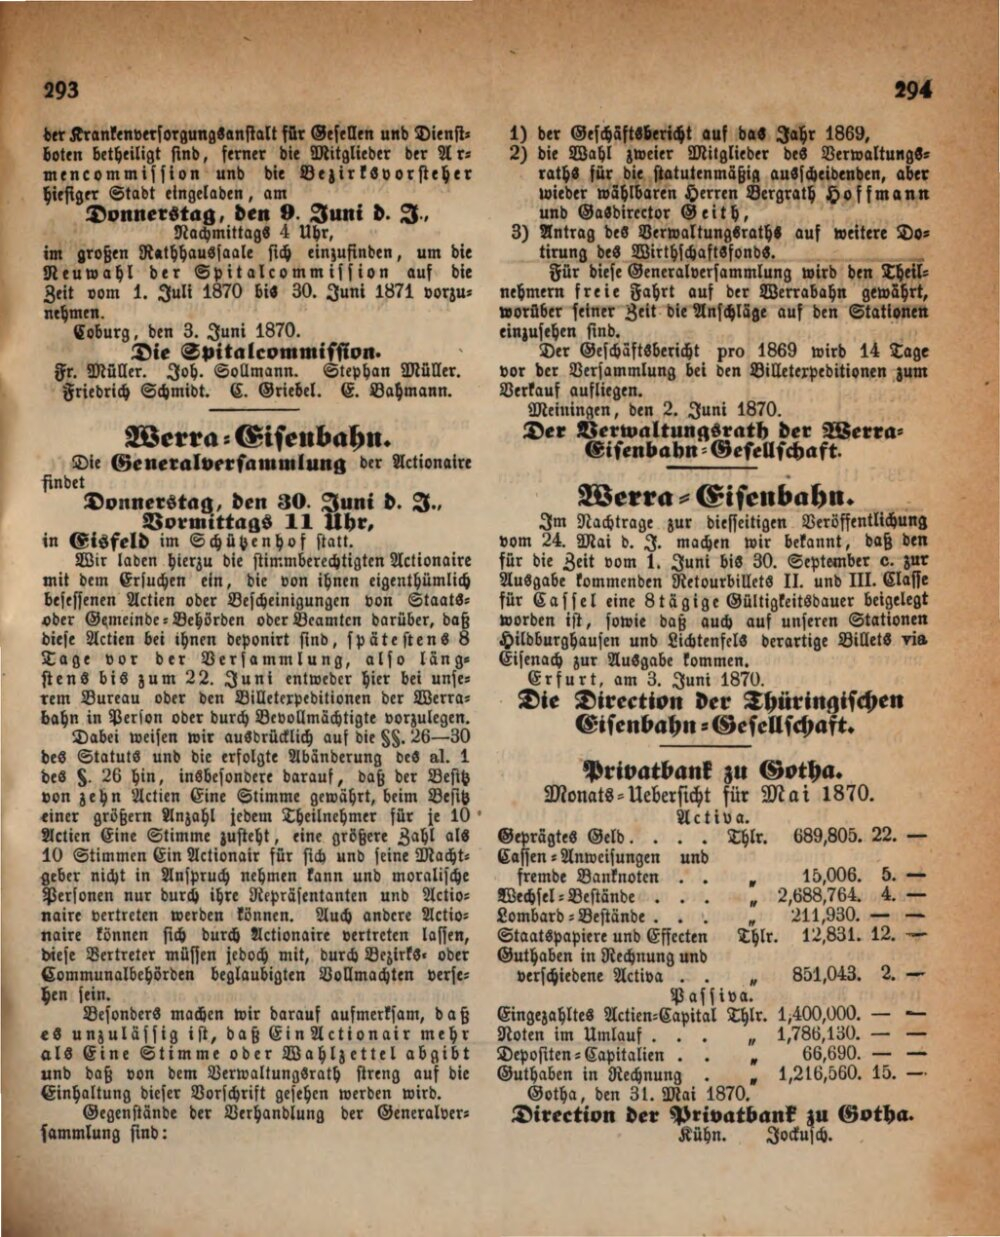 293
der Krankenversorgungsanstalt für Gesellen und Dienst-
boten betheiligt sind, ferner die Mitglieder der Ar-
mencommission und die Bezirksvorsteher
hiesiger Stadt eingeladen, am
Donnerstag, den 9. Juni d. J.,
Nachmittags 4 Uhr,
im großen Rathhaussaale sich einzufinden, um die
Neuwahl der Spitalcommission auf die
Zeit vom 1. Juli 1870 bis 30. Juni 1871 vorzu-
nehmen.
Coburg, den 3. Juni 1870.
Die Spitalcommission.
Fr. Müller. Joh. Sollmann. Stephan Müller.
Friedrich Schmidt. C. Griebel. E. Bahmann.
Werra-Eisenbahn.
Die Generalversammlung der Actionaire
findet
Donnerstag, den 30. Juni d. J.,
Vormittags 11 Uhr,
in Eisfeld im Schützenhof statt.
Wir laden hierzu die stimmberechtigten Actionaire
mit dem Ersuchen ein, die von ihnen eigenthümlich
besessenen Actien oder Bescheinigungen von Staats-
oder Gemeinde-Behörden oder Beamten darüber, daß
diese Actien bei ihnen deponirt sind, spätestens 8
Tage vor der Versammlung, also läng-
stens bis zum 22. Juni entweder hier bei unse-
rem Bureau oder den Billetexpeditionen der Werra-
bahn in Person oder durch Bevollmächtigte vorzulegen.
Dabei weisen wir ausdrücklich auf die §§. 26—30
des Statuts und die erfolgte Abänderung des al. 1
des §. 26 hin, insbesondere darauf, daß der Besitz
von zehn Actien Eine Stimme gewährt, beim Besitz
einer größern Anzahl jedem Theilnehmer für je 10
Actien Eine Stimme zusteht, eine größere Zahl als
10 Stimmen Ein Actionair für sich und seine Macht-
geber nicht in Anspruch nehmen kann und moralische
Personen nur durch ihre Repräsentanten und Actio-
naire vertreten werden können. Auch andere Actio-
naire können sich durch Actionaire vertreten lassen,
diese Vertreter müssen jedoch mit, durch Bezirks- oder
Communalbehörden beglaubigten Vollmachten verse-
hen sein.
Besonders machen wir darauf aufmerksam, daß
es unzulässig ist, daß Ein Actionair mehr
als Eine Stimme oder Wahlzettel abgibt
und daß von dem Verwaltungsrath streng auf die
Einhaltung dieser Vorschrift gesehen werden wird.
Gegenstände der Verhandlung der Generalver-
sammlung sind:
294
1) der Geschäftsbericht auf das Jahr 1869,
2) die Wahl zweier Mitglieder des Verwaltungs-
raths für die statutenmäßig ausscheidenden, aber
wieder wählbaren Herren Bergrath Hoffmann
und Gasdirector Geith,
3) Antrag des Verwaltungsraths auf weitere Do-
tirung des Wirthschaftsfonds.
Für diese Generalversammlung wird den Theil-
nehmern freie Fahrt auf der Werrabahn gewährt,
worüber seiner Zeit die Anschläge auf den Stationen
einzusehen sind.
Der Geschäftsbericht pro 1869 wird 14 Tage
vor der Versammlung bei den Billetexpeditionen zum
Verkauf aufliegen.
Meiningen, den 2. Juni 1870.
Der Verwaltungsrath der Werra-
Eisenbahn-Gesellschaft.
Werra-Eisenbahn.
Im Nachtrage zur diesseitigen Veröffentlichung
vom 24. Mai d. J. machen wir bekannt, daß den
für die Zeit vom 1. Juni bis 30. September c. zur
Ausgabe kommenden Retourbillets II. und III. Classe
für Cassel eine 8tägige Gültigkeitsdauer beigelegt
worden ist, sowie daß auch auf unseren Stationen
Hildburghausen und Lichtenfels derartige Billets via
Eisenach zur Ausgabe kommen.
Erfurt, am 3. Juni 1870.
Die Direction der Thüringischen
Eisenbahn-Gesellschaft.
Privatbank zu Gotha.
Monats-Uebersicht für Mai 1870.
Activa.
Geprägtes Geld. . . . Thlr. 689,805. 22. —
Cassen-Anweisungen und
fremde Banknoten . . „ 15,006. 5. —
Wechsel-Bestände . . . „ 2,688,764. 4. —
Lombard-Bestände . . . „ 211,930. — —
Staatspapiere und Effecten Thlr. 12,831. 12. —
Guthaben in Rechnung und
verschiedene Activa . . „ 851,043. 2. —
Passiva.
Eingezahltes Actien-Capital Thlr. 1,400,000. — —
Noten im Umlauf . . . „ 1,786,130. — —
Depositen-Capitalien . . „ 66,690. — —
Guthaben in Rechnung . „ 1,216,560. 15. —
Gotha, den 31. Mai 1870.
Direction der Privatbank zu Gotha.
Kühn. Jockusch.